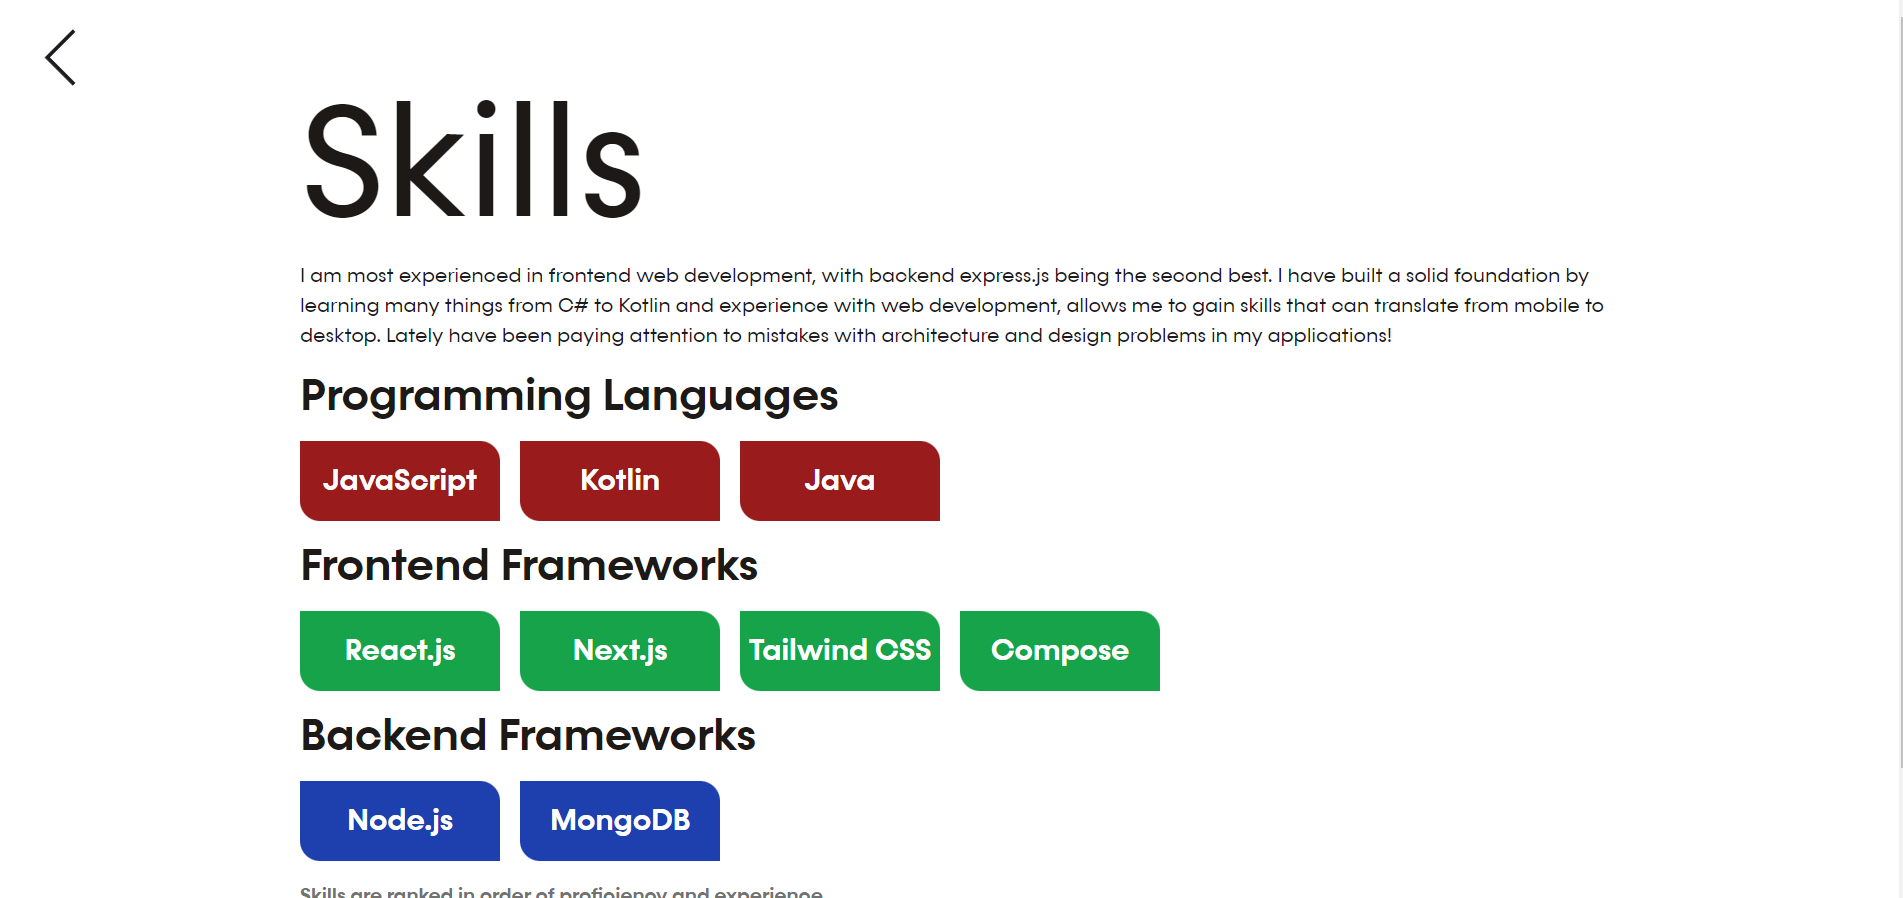 Skills
I am most experienced in frontend web development, with backend express.js being the second best. I have built a solid foundation by
learning many things from C# to Kotlin and experience with web development, allows me to gain skills that can translate from mobile to
desktop. Lately have been paying attention to mistakes with architecture and design problems in my applications!
Programming Languages
JavaScript Kotlin Java
Frontend Frameworks
React.js Next.js Tailwind CSS Compose
Backend Frameworks
Node.js MongoDB
Skills are ranked in order of proficiency and experience